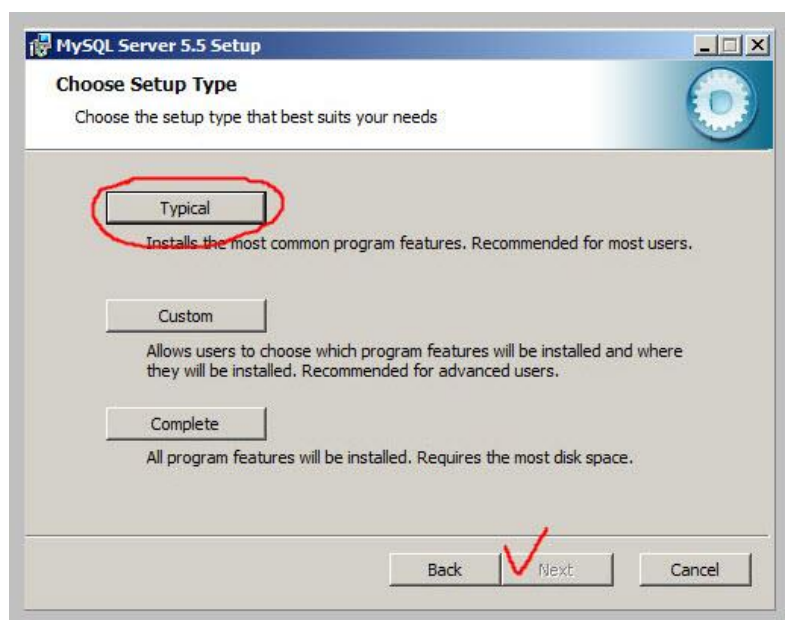 MySQL Server 5.5 Setup
Choose Setup Type
Choose the setup type that best suits your needs
Typical
Installs the most common program features. Recommended for most users.
Custom
Allows users to choose which program features will be installed and where
they will be installed. Recommended for advanced users.
Complete
All program features will be installed. Requires the most disk space.
Back Next Cancel